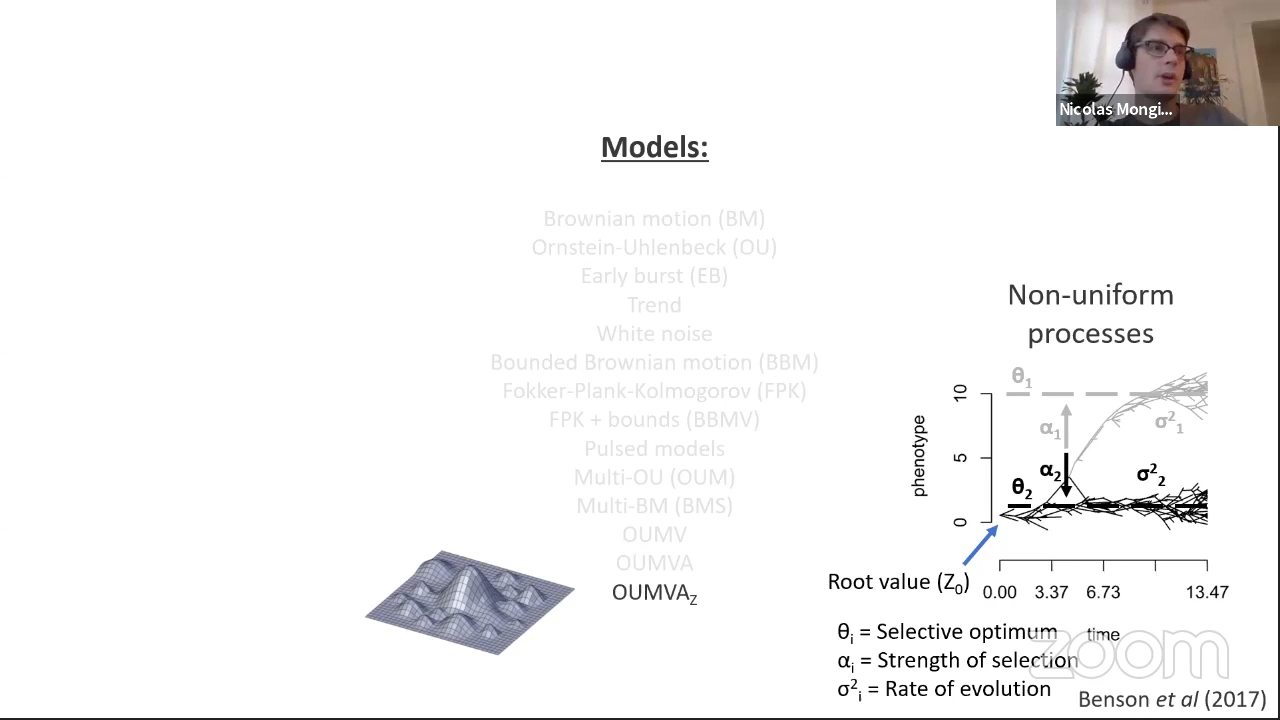 Nicolas Mongi...
Models:
Brownian motion (BM)
Ornstein-Uhlenbeck (OU)
Early burst (EB)
Trend
White noise
Bounded Brownian motion (BBM)
Fokker-Plank-Kolmogorov (FPK)
FPK + bounds (BBMV)
Pulsed models
Multi-OU (OUM)
Multi-BM (BMS)
OUMV
OUMVA
OUMVA_Z
Non-uniform
processes
θ₁
α₁
σ²₁
α₂
θ₂
σ²₂
phenotype
10
5
0
Root value (Z₀)
0.00 3.37 6.73 13.47
time
θᵢ = Selective optimum
αᵢ = Strength of selection
σ²ᵢ = Rate of evolution
zoom
Benson et al (2017)